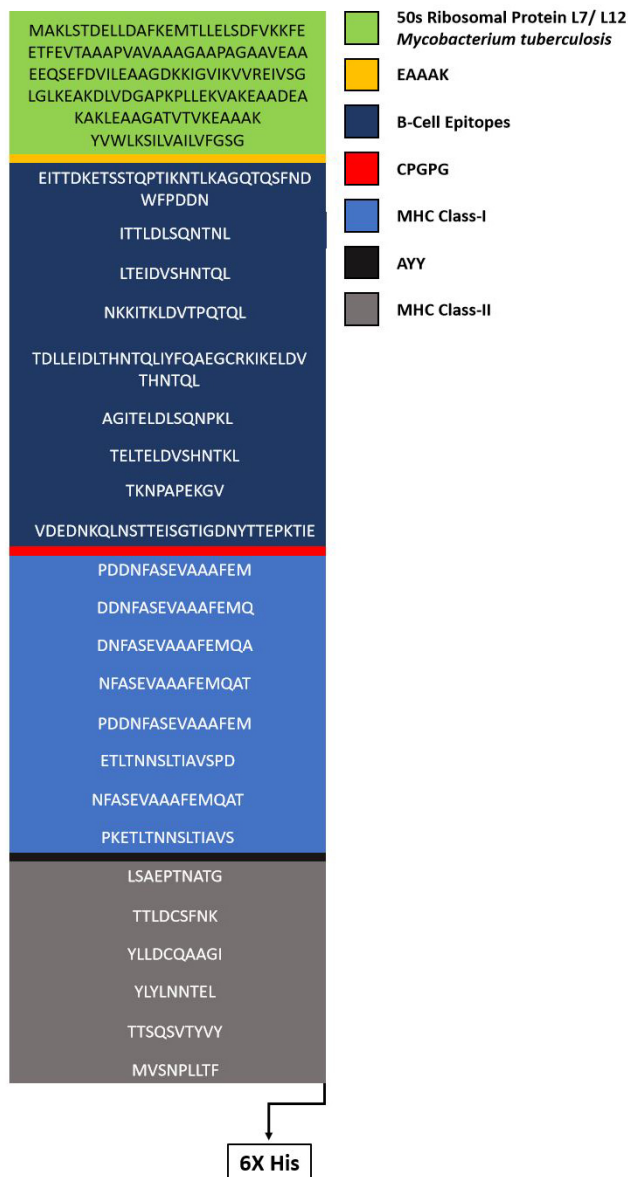 MAKLSTDELLDAFKEMTLLELSDFVKKFE
ETFEVTAAAPVAVAAAGAAPAGAAVEAA
EEQSEFDVILEAAGDKKIGVIKVVREIVSG
LGLKEAKDLVDGAPKPLLEKVAKEAADEA
KAKLEAAGATVTVKEAAAK
YVWLKSILVAILVFGSG
EITTDKETSSTQPTIKNTLKAGQTQSFND
WFPDDN
ITTLDLSQNTNL
LTEIDVSHNTQL
NKKITKLDVTPQTQL
TDLLEIDLTHNTQLIYFQAEGCRKIKELDV
THNTQL
AGITELDLSQNPKL
TELTELDVSHNTKL
TKNPAPEKGV
VDEDNKQLNSTTEISGTIGDNYTTEPKTIE
PDDNFASEVAAAFEM
DDNFASEVAAAFEMQ
DNFASEVAAAFEMQA
NFASEVAAAFEMQAT
PDDNFASEVAAAFEM
ETLTNNSLTIAVSPD
NFASEVAAAFEMQAT
PKETLTNNSLTIAVS
LSAEPTNATG
TTLDCSFNK
YLLDCQAAGI
YLYLNNTEL
TTSQSVTYVY
MVSNPLLTF
6X His
50s Ribosomal Protein L7/ L12
Mycobacterium tuberculosis
EAAAK
B-Cell Epitopes
CPGPG
MHC Class-I
AYY
MHC Class-II